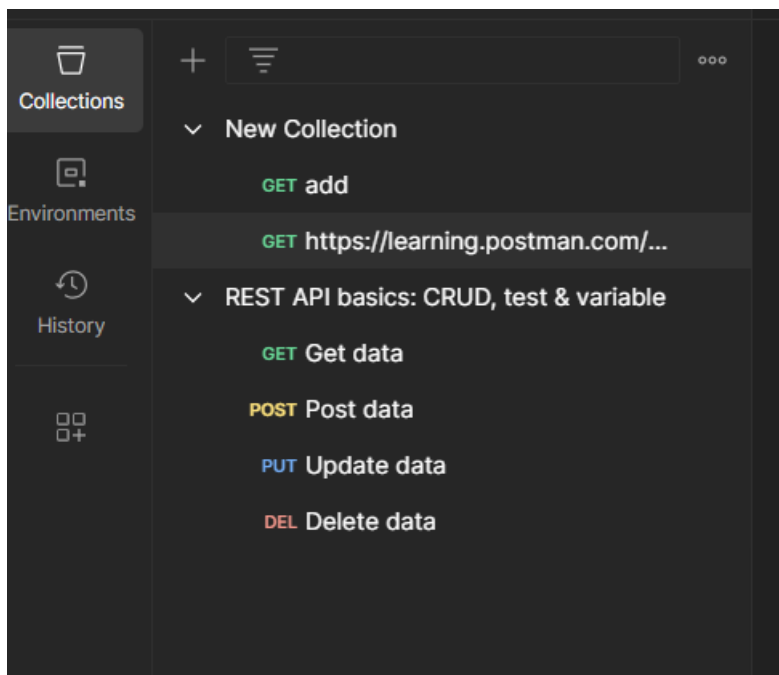 Collections
Environments
History
New Collection
GET add
GET https://learning.postman.com/...
REST API basics: CRUD, test & variable
GET Get data
POST Post data
PUT Update data
DEL Delete data